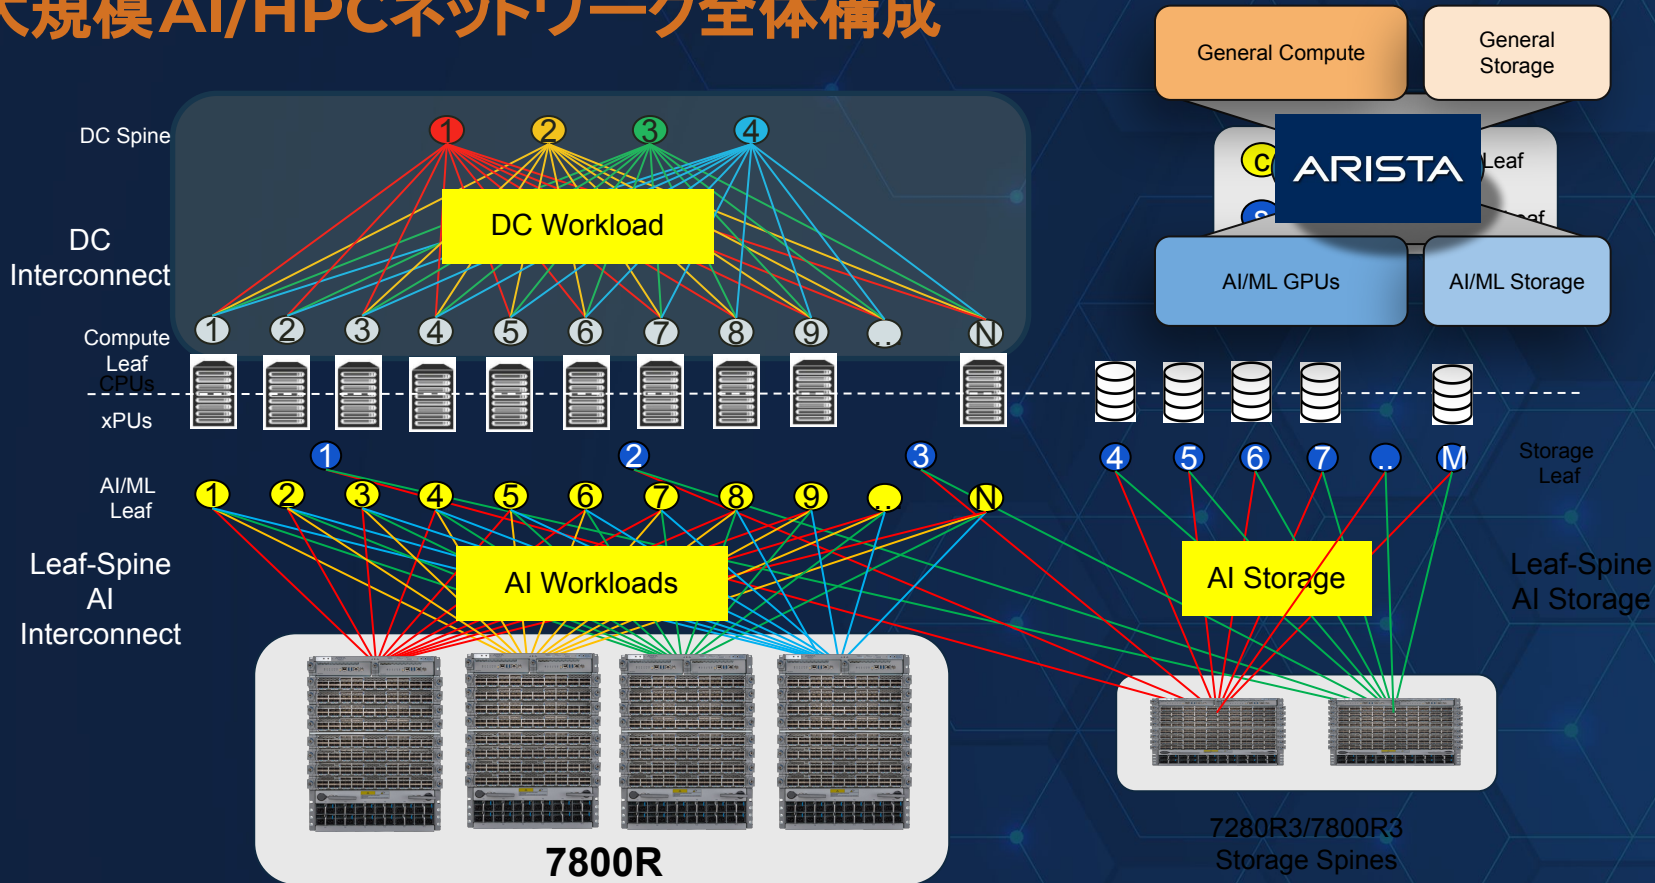 大規模AI/HPCネットワーク全体構成
General Compute
General
Storage
C
Leaf
ARISTA
AI/ML GPUs
AI/ML Storage
DC Spine
1
2
3
4
DC Workload
DC
Interconnect
Compute
Leaf
1
2
3
4
5
6
7
8
9
...
N
CPUs
xPUs
1
2
3
4
5
6
7
..
M
Storage
Leaf
AI/ML
Leaf
1
2
3
4
5
6
7
8
9
...
N
Leaf-Spine
AI
Interconnect
AI Workloads
AI Storage
Leaf-Spine
AI Storage
7800R
7280R3/7800R3
Storage Spines